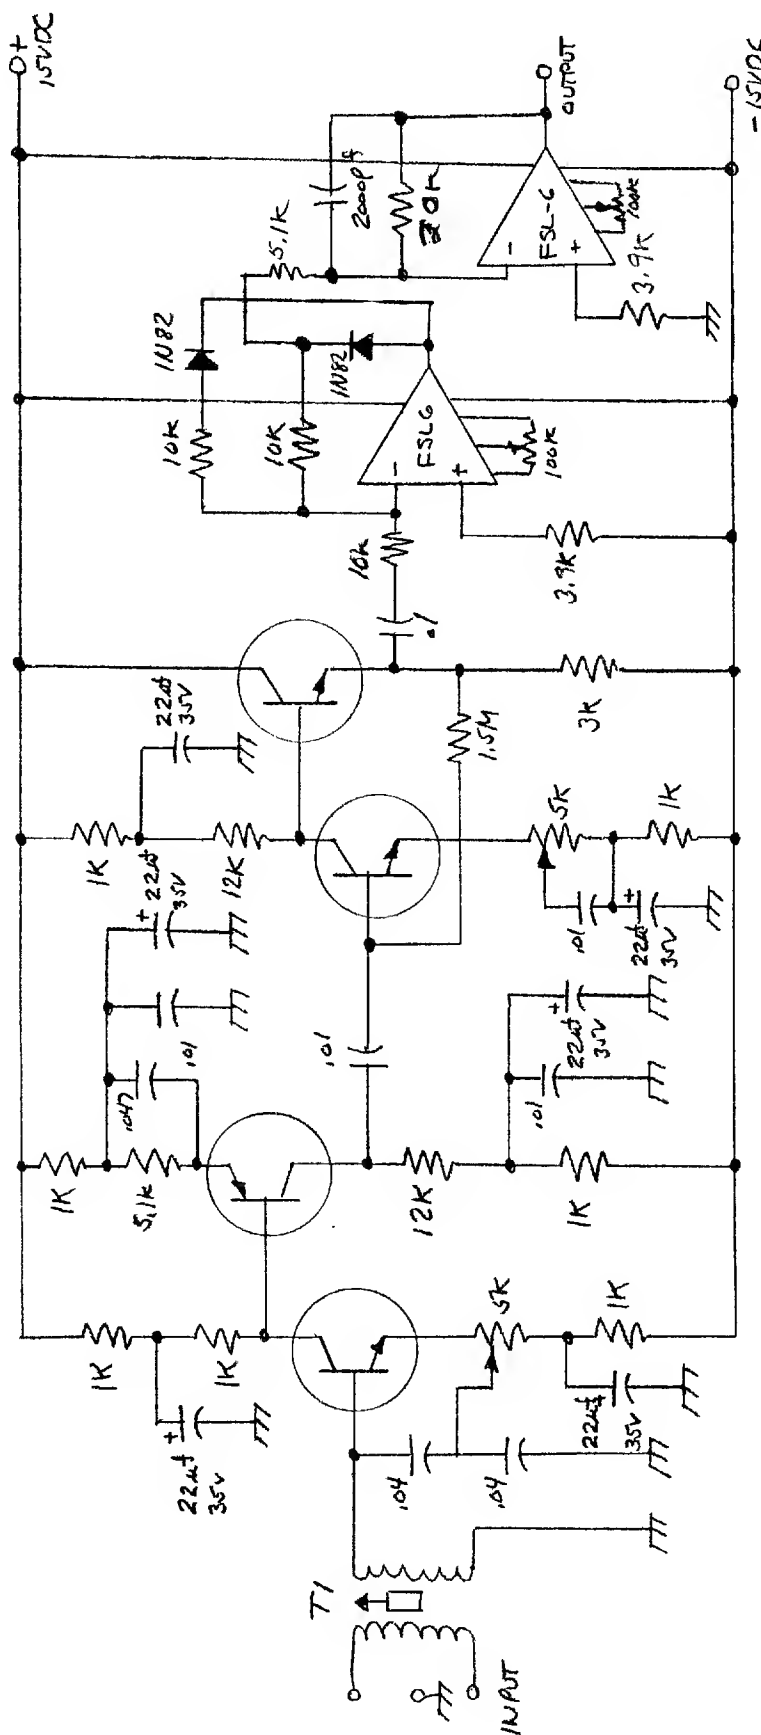 INPUT
T1
.04
.04
22µf
35V
+
1K
1K
5K
1K
22µf
35V
1K
5.1K
.047
.01
+
22µf
35V
12K
1K
.01
+
22µf
35V
.01
1K
12K
22µf
35V
5K
1K
.01
+
22µf
35V
1.5M
3K
.1
10K
10K
10K
1N82
1N82
-
+
FSL6
100K
3.9K
5.1K
2000pf
-
+
FSL-6
100K
3.9K
OUTPUT
+
15VDC
-15VDC